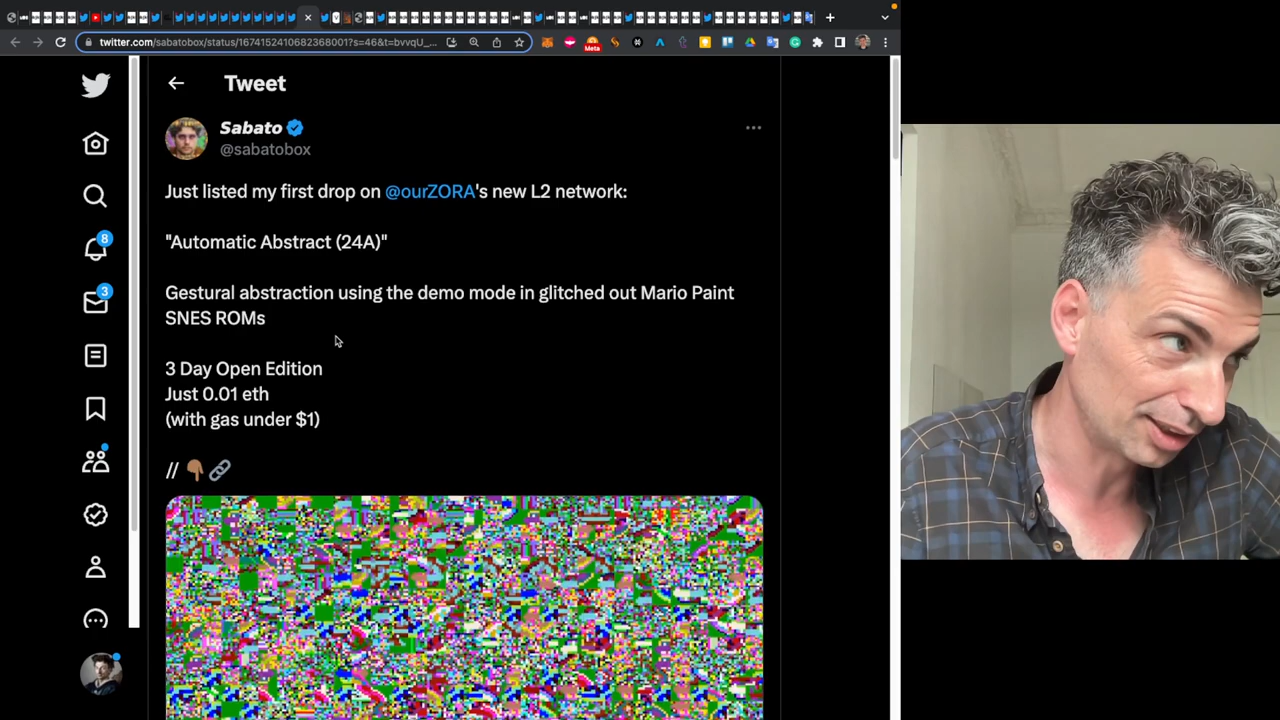 twitter.com/sabatobox/status/1674152410682368001?s=46&t=bvvqU_...
Meta
Tweet
Sabato
@sabatobox
Just listed my first drop on @ourZORA's new L2 network:
"Automatic Abstract (24A)"
Gestural abstraction using the demo mode in glitched out Mario Paint
SNES ROMs
3 Day Open Edition
Just 0.01 eth
(with gas under $1)
//
8
3